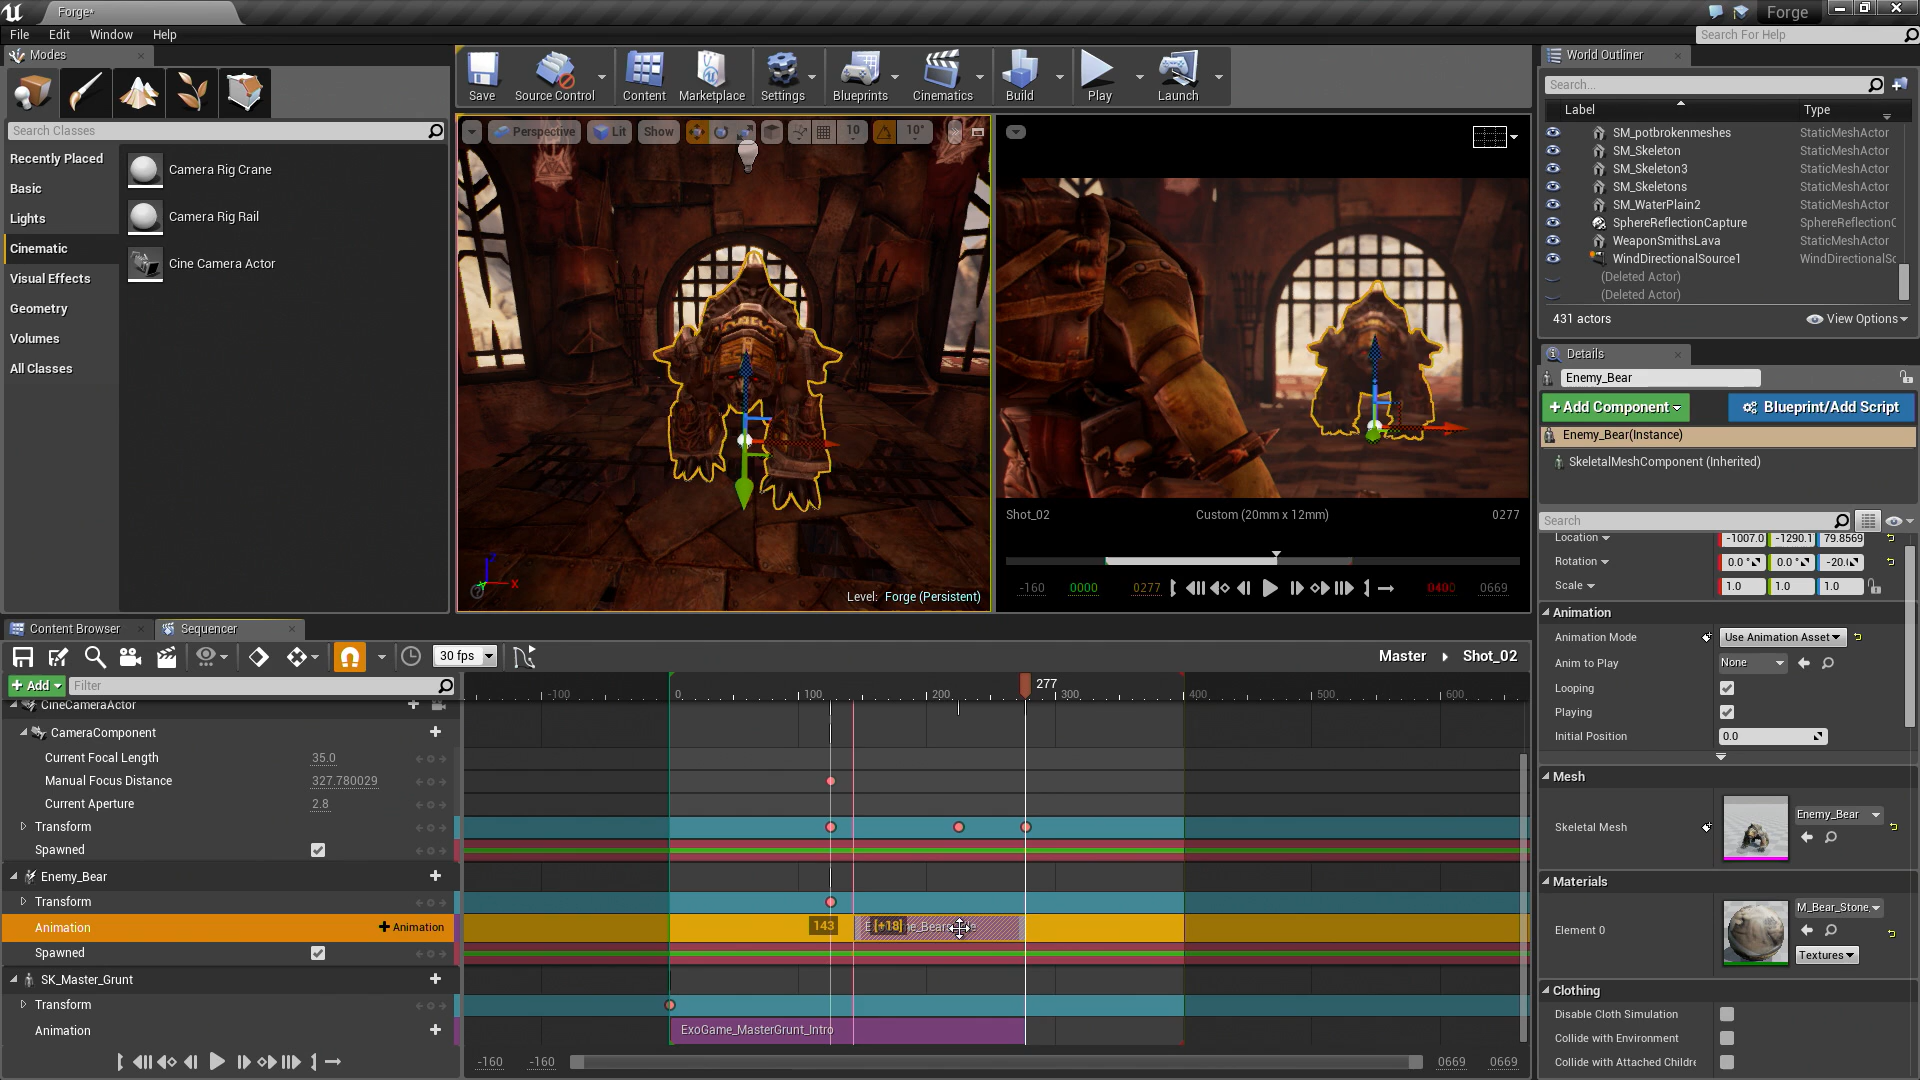 Forge*
Forge
File Edit Window Help
Search For Help
Modes
Search Classes
Recently Placed
Basic
Lights
Cinematic
Visual Effects
Geometry
Volumes
All Classes
Camera Rig Crane
Camera Rig Rail
Cine Camera Actor
Save Source Control Content Marketplace Settings Blueprints Cinematics Build Play Launch
Perspective Lit Show 10 10°
Level: Forge (Persistent)
X
Shot_02 Custom (20mm x 12mm) 0277
-160 0000 0277 0400 0669
World Outliner
Search...
Label Type
SM_potbrokenmeshes StaticMeshActor
SM_Skeleton StaticMeshActor
SM_Skeleton3 StaticMeshActor
SM_Skeletons StaticMeshActor
SM_WaterPlain2 StaticMeshActor
SphereReflectionCapture SphereReflectionC
WeaponSmithsLava StaticMeshActor
WindDirectionalSource1 WindDirectionalSc
(Deleted Actor)
(Deleted Actor)
431 actors View Options
Details
Enemy_Bear
Add Component Blueprint/Add Script
Enemy_Bear(Instance)
SkeletalMeshComponent (Inherited)
Search
Location -1007.0 -1290.1 79.8569
Rotation 0.0 ° 0.0 ° -20.
Scale 1.0 1.0 1.0
Animation
Animation Mode Use Animation Asset
Anim to Play None
Looping
Playing
Initial Position 0.0
Mesh
Skeletal Mesh Enemy_Bear
Materials
Element 0 M_Bear_Stone
Textures
Clothing
Disable Cloth Simulation
Collide with Environment
Collide with Attached Childre
Content Browser Sequencer
30 fps
Master Shot_02
Add Filter
-100 0 100 200 277 300 400 500 600
CineCameraActor
CameraComponent
Current Focal Length 35.0
Manual Focus Distance 327.780029
Current Aperture 2.8
Transform
Spawned
Enemy_Bear
Transform
Animation + Animation 143 [+18]
Spawned
SK_Master_Grunt
Transform
Animation ExoGame_MasterGrunt_Intro
-160 -160 0669 0669